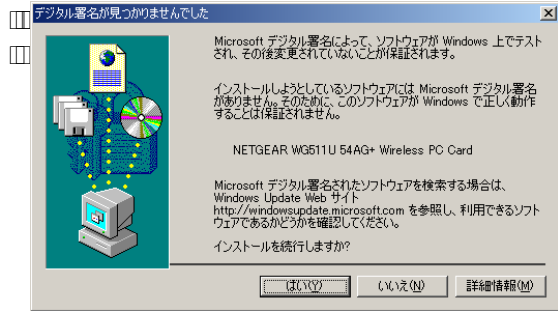 デジタル署名が見つかりませんでした
Microsoft デジタル署名によって、ソフトウェアが Windows 上でテスト
され、その後変更されていないことが保証されます。
インストールしようとしているソフトウェアには Microsoft デジタル署名
がありません。そのために、このソフトウェアが Windows で正しく動作
することは保証されません。
NETGEAR WG511U 54AG+ Wireless PC Card
Microsoft デジタル署名されたソフトウェアを検索する場合は、
Windows Update Web サイト
http://windowsupdate.microsoft.com を参照し、利用できるソフト
ウェアであるかどうかを確認してください。
インストールを続行しますか?
はい(Y) いいえ(N) 詳細情報(M)